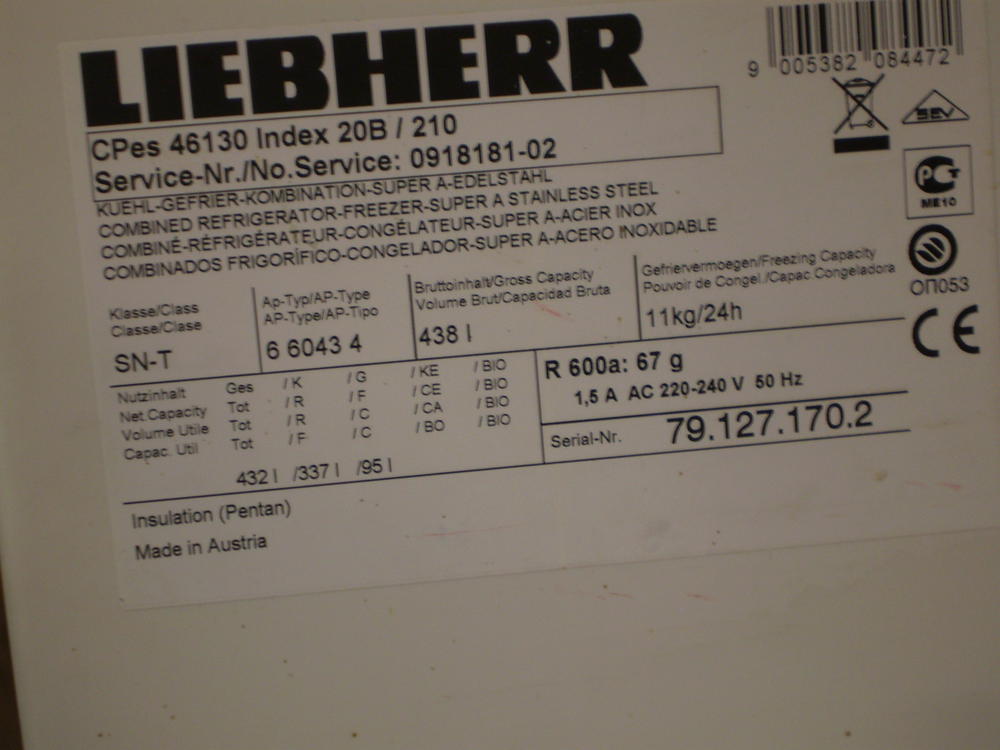 LIEBHERR
9 005382 084472
CPes 46130 Index 20B / 210
Service-Nr./No.Service: 0918181-02
KUEHL-GEFRIER-KOMBINATION-SUPER A-EDELSTAHL
COMBINED REFRIGERATOR-FREEZER-SUPER A STAINLESS STEEL
COMBINÉ-RÉFRIGÉRATEUR-CONGÉLATEUR-SUPER A-ACIER INOX
COMBINADOS FRIGORÍFICO-CONGELADOR-SUPER A-ACERO INOXIDABLE
SEV
РСТ
ME10
ОП053
CE
Klasse/Class
Classe/Clase
SN-T
Ap-Typ/AP-Type
AP-Type/AP-Tipo
6 6043 4
Bruttoinhalt/Gross Capacity
Volume Brut/Capacidad Bruta
438 l
Gefriervermoegen/Freezing Capacity
Pouvoir de Congel./Capac Congeladora
11kg/24h
Nutzinhalt Ges /K /G /KE /BIO
Net Capacity Tot /R /F /CE /BIO
Volume Utile Tot /R /C /CA /BIO
Capac. Util Tot /F /C /BO /BIO
432 l /337 l /95 l
R 600a: 67 g
1,5 A AC 220-240 V 50 Hz
Serial-Nr. 79.127.170.2
Insulation (Pentan)
Made in Austria